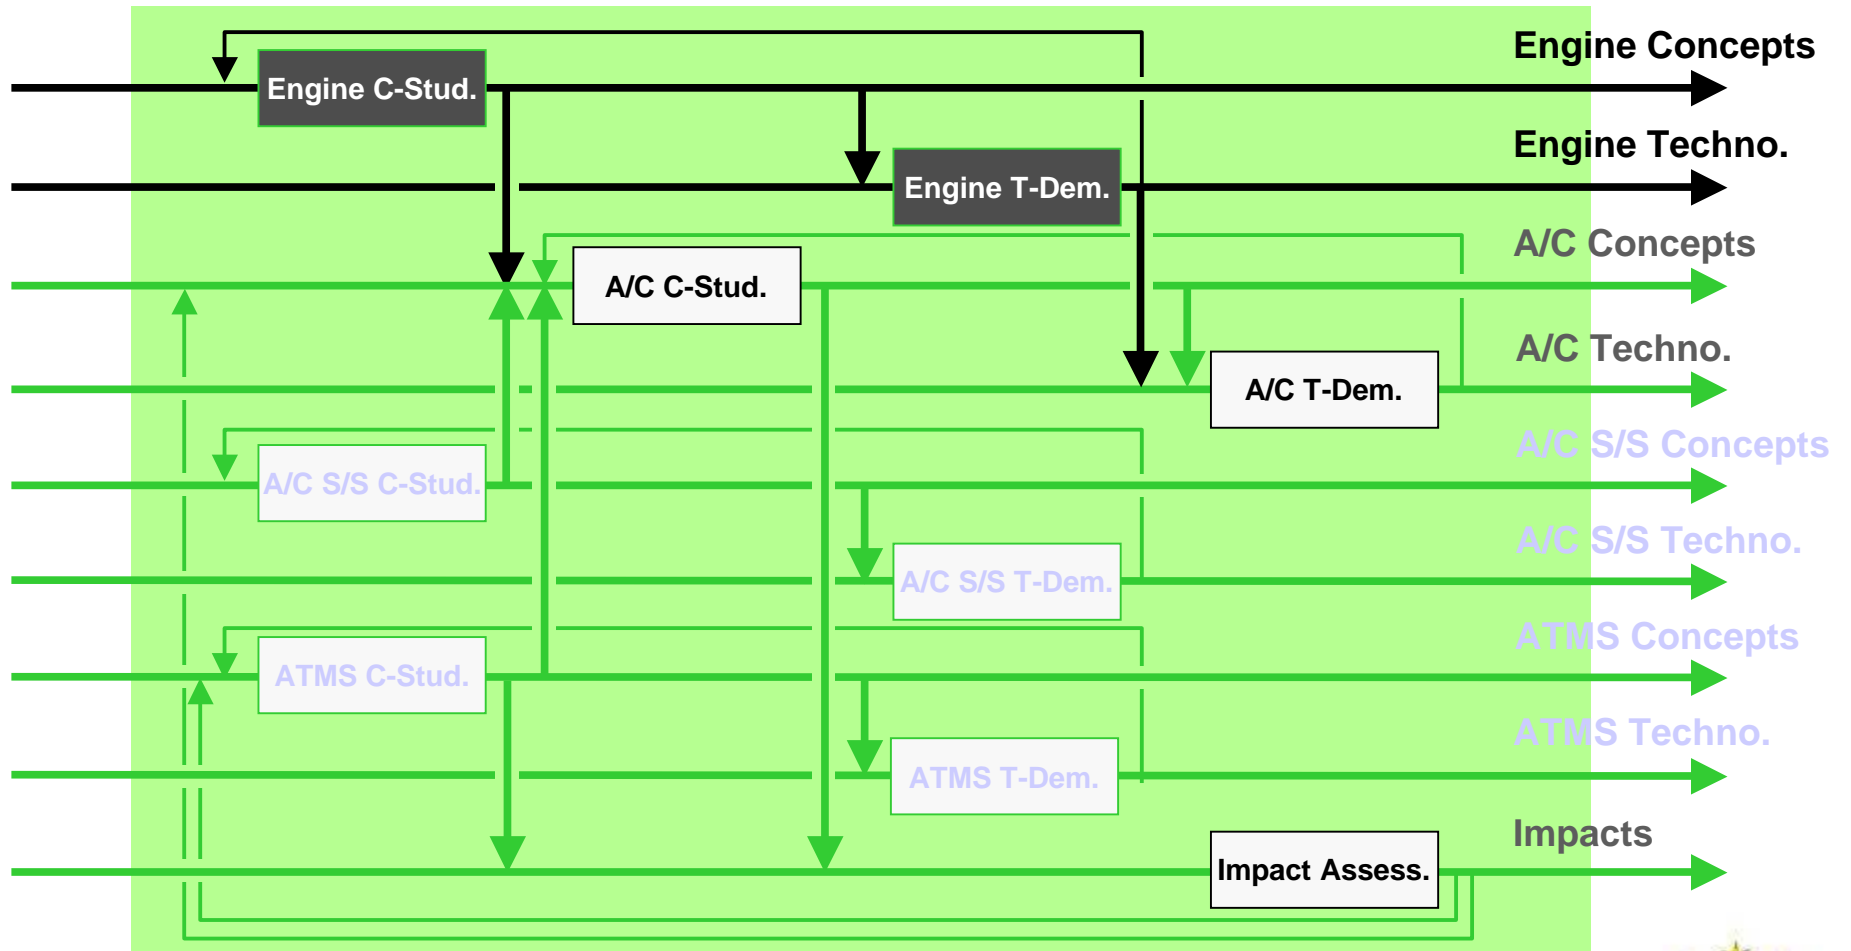 Engine Concepts
Engine C-Stud.
Engine Techno.
Engine T-Dem.
A/C Concepts
A/C C-Stud.
A/C Techno.
A/C T-Dem.
A/C S/S Concepts
A/C S/S C-Stud.
A/C S/S Techno.
A/C S/S T-Dem.
ATMS Concepts
ATMS C-Stud.
ATMS Techno.
ATMS T-Dem.
Impacts
Impact Assess.